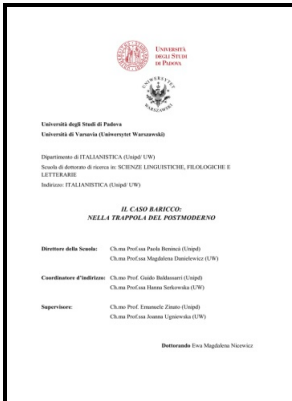 UNIVERSITÀ
DEGLI STUDI
DI PADOVA
UNIWERSYTET
WARSZAWSKI
Università degli Studi di Padova
Università di Varsavia (Uniwersytet Warszawski)
Dipartimento di ITALIANISTICA (Unipd/ UW)
Scuola di dottorato di ricerca in: SCIENZE LINGUISTICHE, FILOLOGICHE E
LETTERARIE
Indirizzo: ITALIANISTICA (Unipd/ UW)
IL CASO BARICCO:
NELLA TRAPPOLA DEL POSTMODERNO
Direttore della Scuola: Ch.ma Prof.ssa Paola Benincà (Unipd)
Ch.ma Prof.ssa Magdalena Danielewicz (UW)
Coordinatore d'indirizzo: Ch.mo Prof. Guido Baldassarri (Unipd)
Ch.ma Prof.ssa Hanna Serkowska (UW)
Supervisore: Ch.mo Prof. Emanuele Zinato (Unipd)
Ch.ma Prof.ssa Joanna Ugniewska (UW)
Dottorando Ewa Magdalena Nicewicz